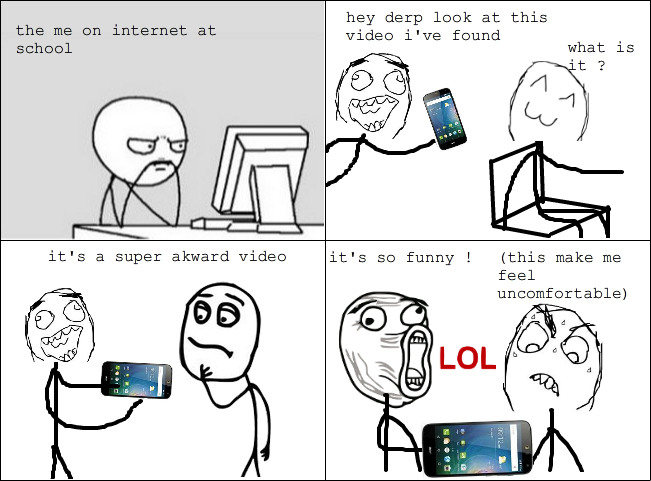 the me on internet at
school
hey derp look at this
video i've found
what is
it ?
it's a super akward video
it's so funny !
(this make me
feel
uncomfortable)
LOL